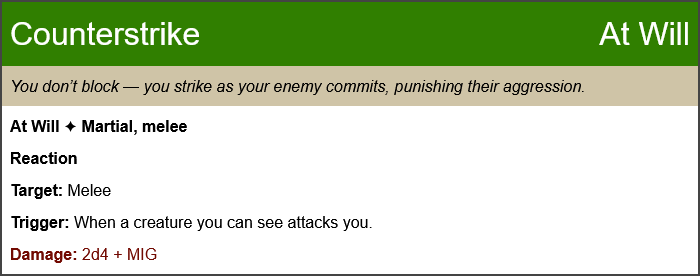 Counterstrike At Will
You don’t block — you strike as your enemy commits, punishing their aggression.
At Will ✦ Martial, melee
Reaction
Target: Melee
Trigger: When a creature you can see attacks you.
Damage: 2d4 + MIG